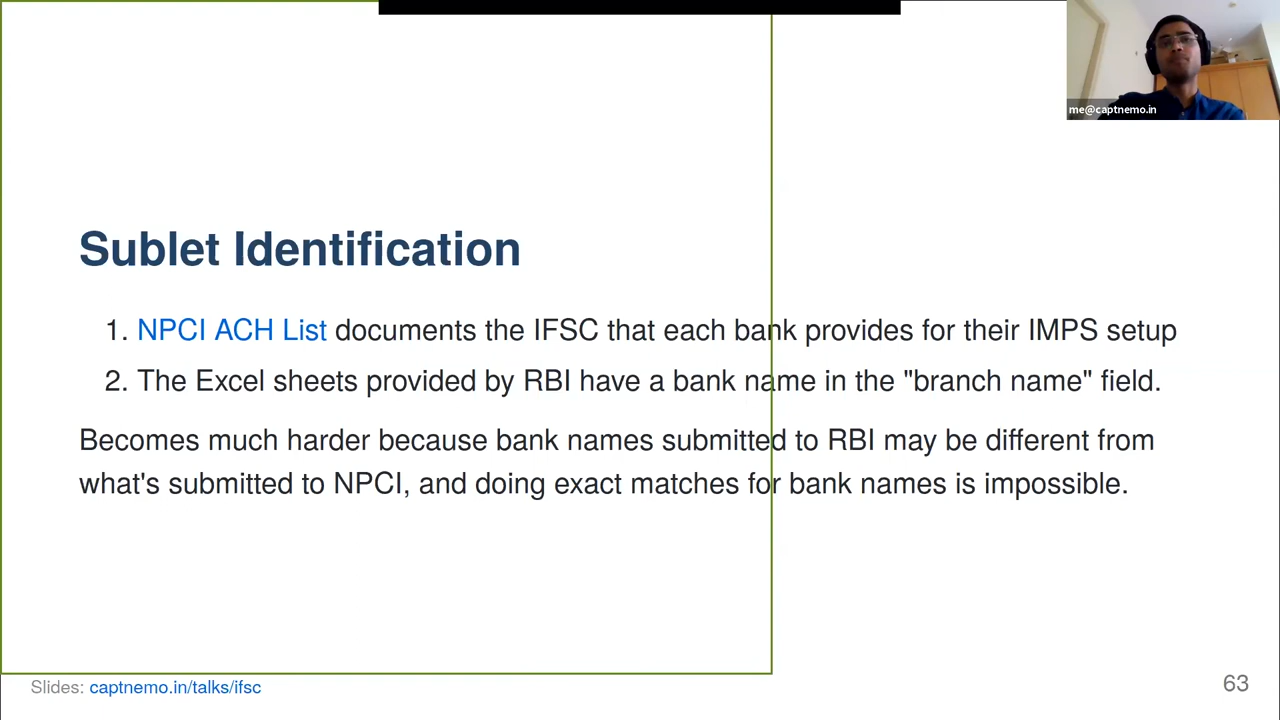 me@captnemo.in
Sublet Identification
1. NPCI ACH List documents the IFSC that each bank provides for their IMPS setup
2. The Excel sheets provided by RBI have a bank name in the "branch name" field.
Becomes much harder because bank names submitted to RBI may be different from
what's submitted to NPCI, and doing exact matches for bank names is impossible.
Slides: captnemo.in/talks/ifsc
63